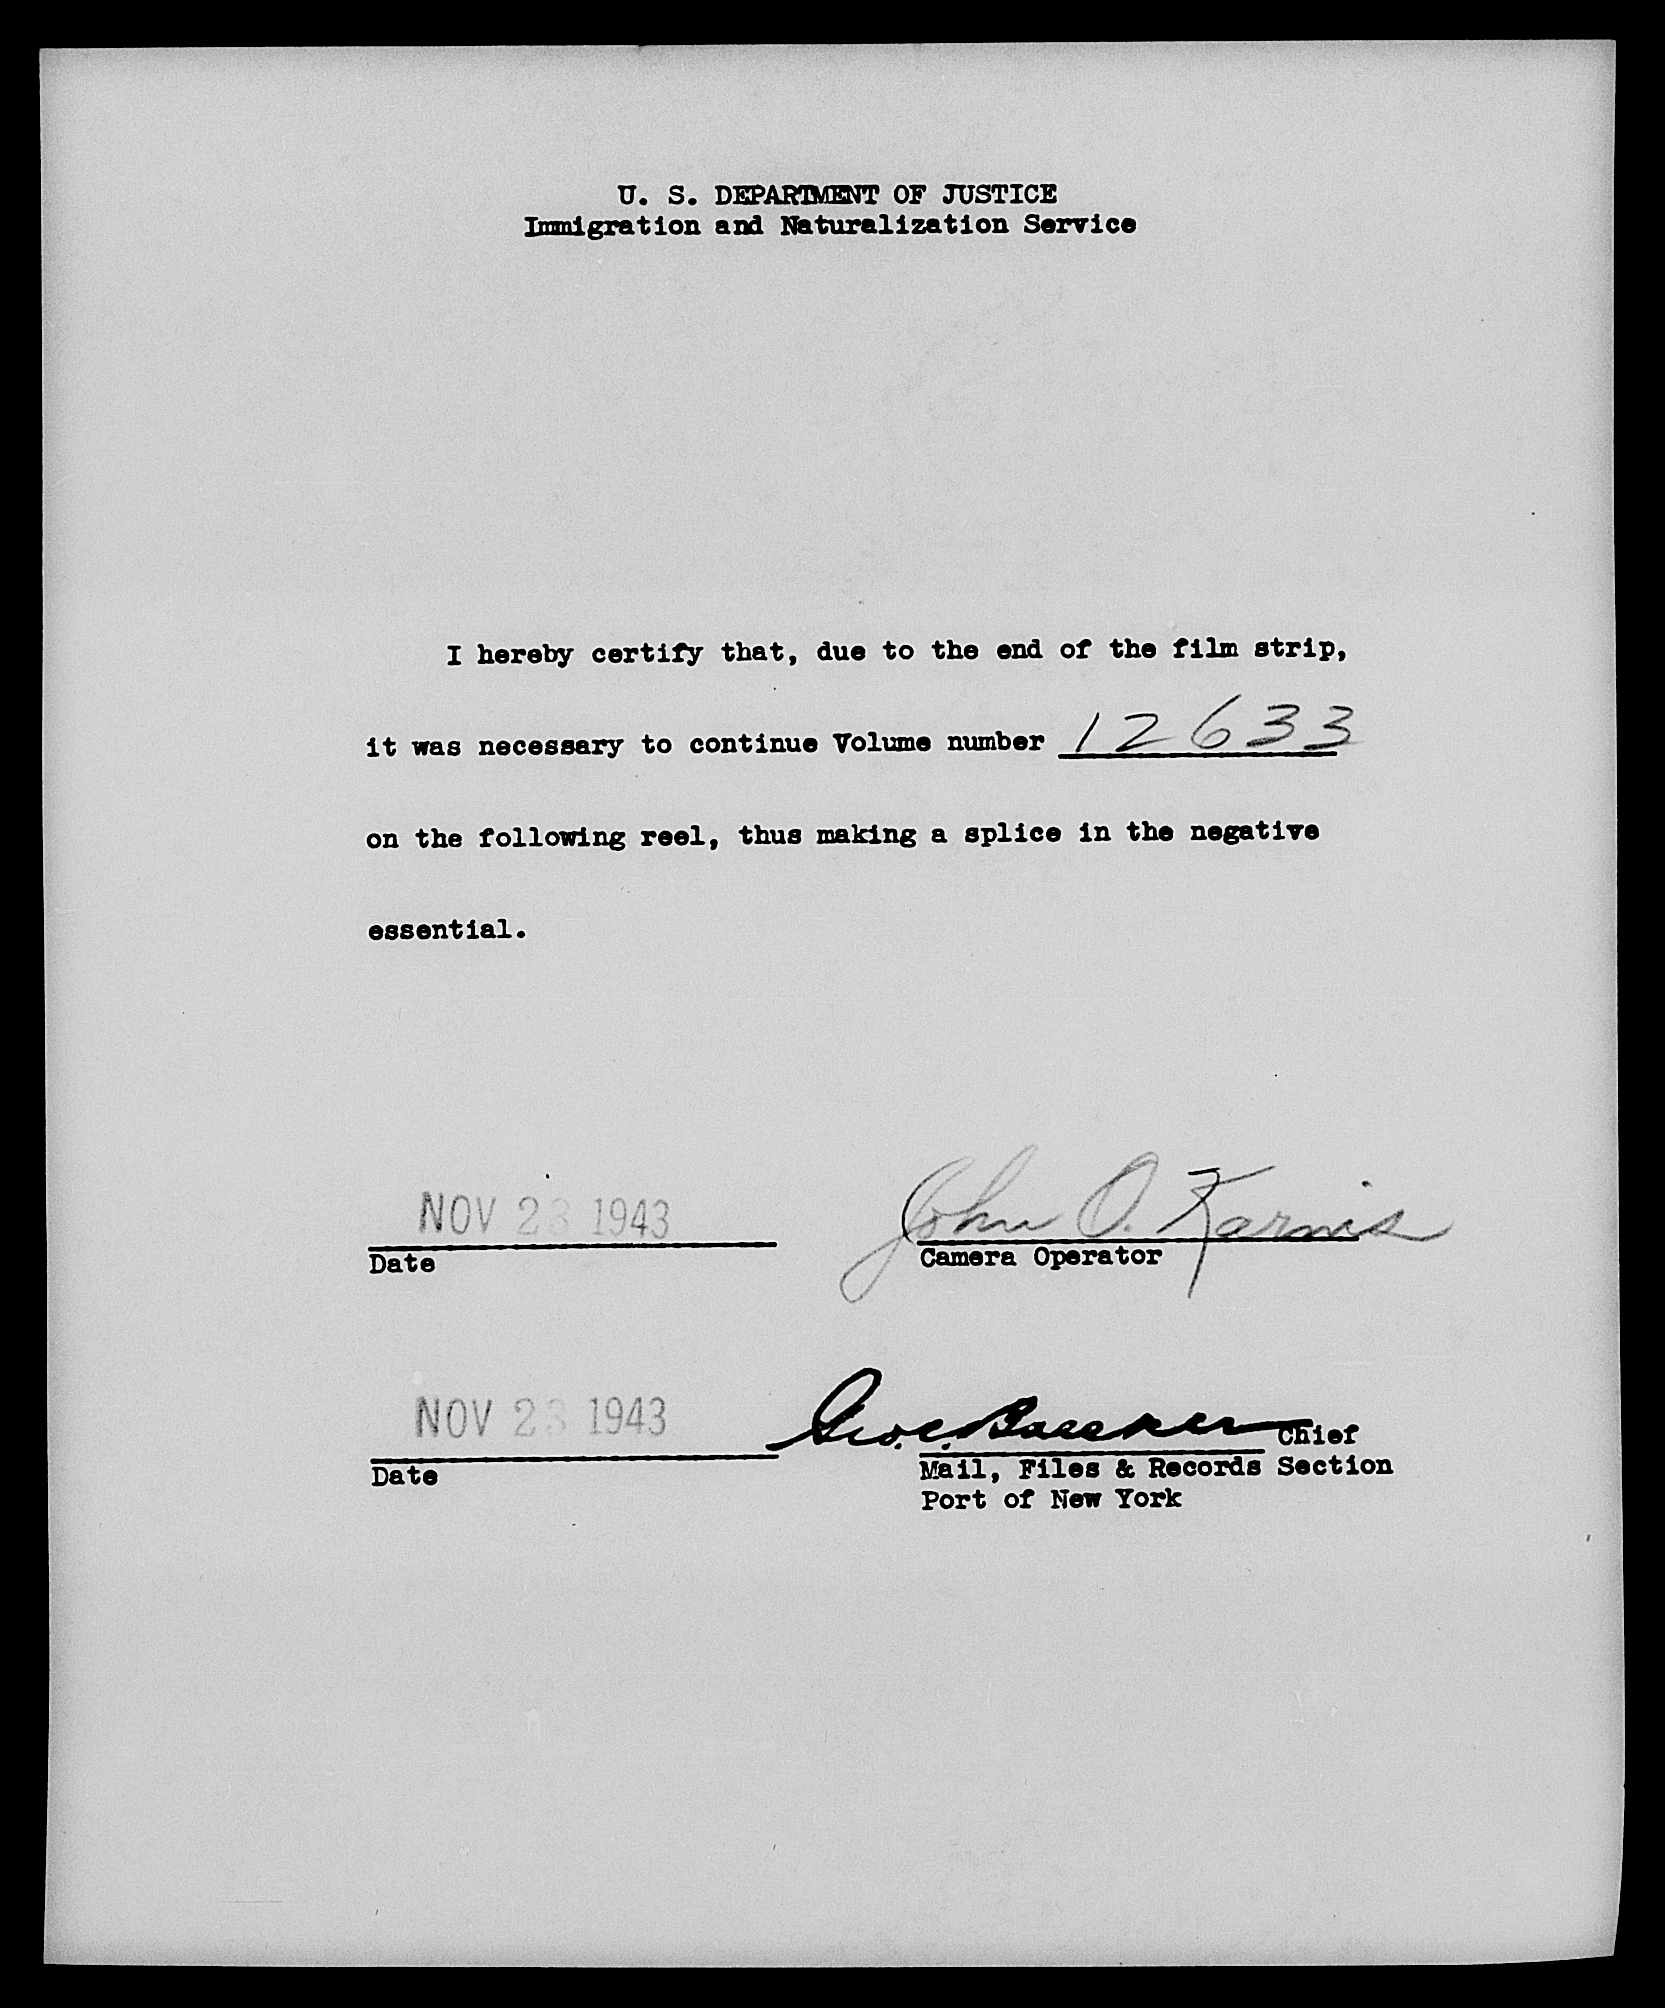 U. S. DEPARTMENT OF JUSTICE
Immigration and Naturalization Service
I hereby certify that, due to the end of the film strip,
it was necessary to continue Volume number 12633
on the following reel, thus making a splice in the negative
essential.
NOV 23 1943
John O. Karnis
Date
Camera Operator
NOV 23 1943
Geo. C. Chief
Date
Mail, Files & Records Section
Port of New York